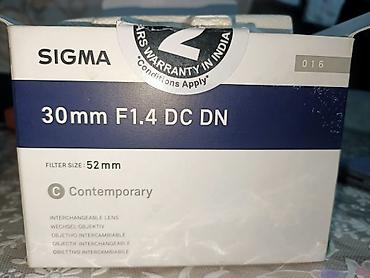 2
ARS WARRANTY IN INDIA
*Conditions Apply*
SIGMA
016
30mm F1.4 DC DN
FILTER SIZE: 52mm
C Contemporary
INTERCHANGEABLE LENS
WECHSEL-OBJEKTIV
OBJETIVO INTERCAMBIABLE
OBJECTIF INTERCHANGEABLE
OBIETTIVO INTERCAMBIABILE